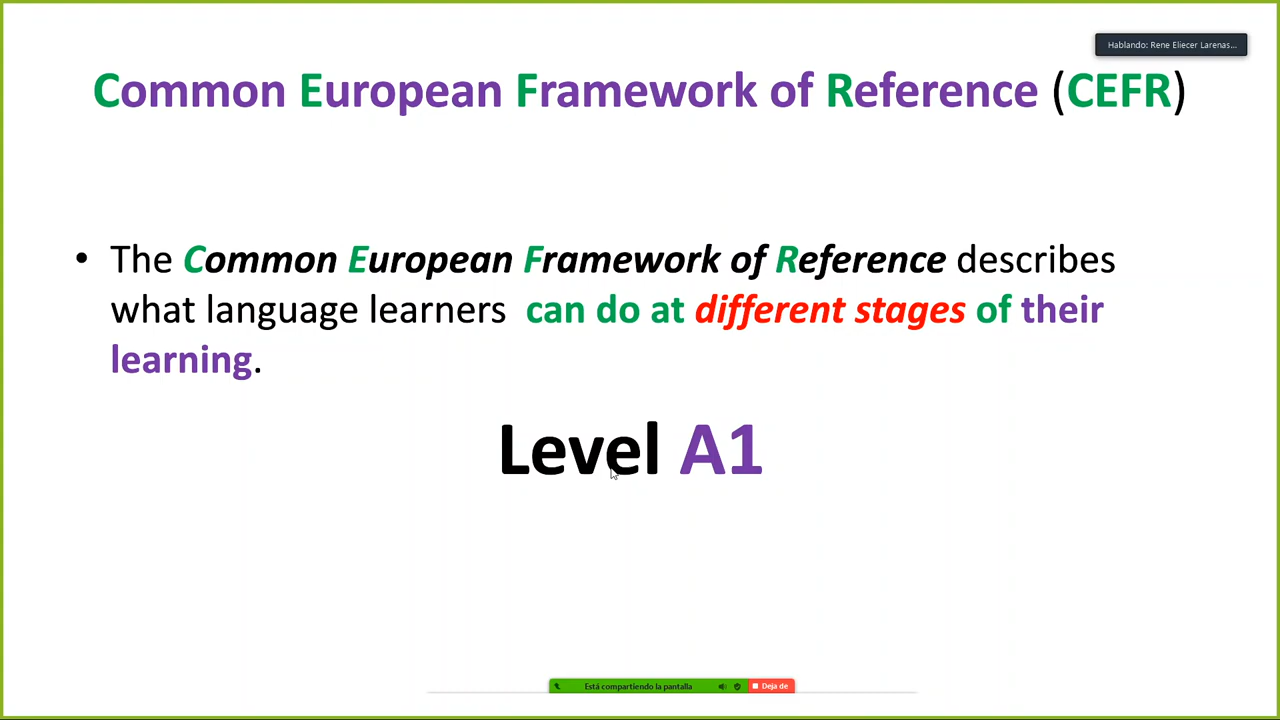 Hablando: Rene Eliecer Larenas...
Common European Framework of Reference (CEFR)
• The Common European Framework of Reference describes
what language learners can do at different stages of their
learning.
Level A1
Está compartiendo la pantalla
Deja de